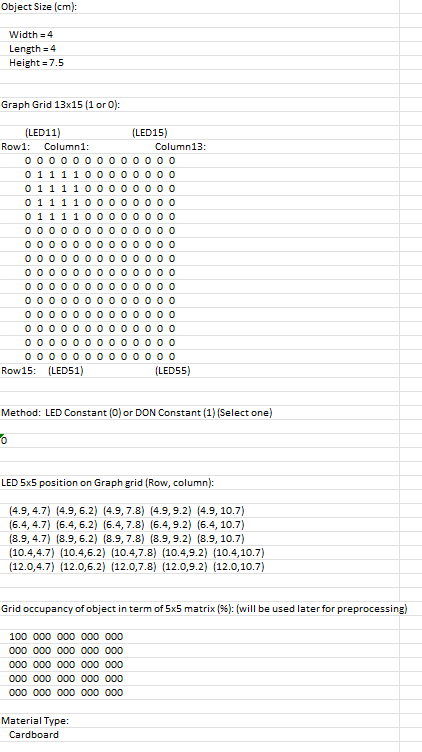 Object Size (cm):
Width = 4
Length = 4
Height = 7.5
Graph Grid 13x15 (1 or 0):
(LED11) (LED15)
Row1: Column1: Column13:
0 0 0 0 0 0 0 0 0 0 0 0 0
0 1 1 1 1 0 0 0 0 0 0 0 0
0 1 1 1 1 0 0 0 0 0 0 0 0
0 1 1 1 1 0 0 0 0 0 0 0 0
0 1 1 1 1 0 0 0 0 0 0 0 0
0 0 0 0 0 0 0 0 0 0 0 0 0
0 0 0 0 0 0 0 0 0 0 0 0 0
0 0 0 0 0 0 0 0 0 0 0 0 0
0 0 0 0 0 0 0 0 0 0 0 0 0
0 0 0 0 0 0 0 0 0 0 0 0 0
0 0 0 0 0 0 0 0 0 0 0 0 0
0 0 0 0 0 0 0 0 0 0 0 0 0
0 0 0 0 0 0 0 0 0 0 0 0 0
0 0 0 0 0 0 0 0 0 0 0 0 0
0 0 0 0 0 0 0 0 0 0 0 0 0
Row15: (LED51) (LED55)
Method: LED Constant (0) or DON Constant (1) (Select one)
0
LED 5x5 position on Graph grid (Row, column):
(4.9, 4.7) (4.9, 6.2) (4.9, 7.8) (4.9, 9.2) (4.9, 10.7)
(6.4, 4.7) (6.4, 6.2) (6.4, 7.8) (6.4, 9.2) (6.4, 10.7)
(8.9, 4.7) (8.9, 6.2) (8.9, 7.8) (8.9, 9.2) (8.9, 10.7)
(10.4,4.7) (10.4,6.2) (10.4,7.8) (10.4,9.2) (10.4,10.7)
(12.0,4.7) (12.0,6.2) (12.0,7.8) (12.0,9.2) (12.0,10.7)
Grid occupancy of object in term of 5x5 matrix (%): (will be used later for preprocessing)
100 000 000 000 000
000 000 000 000 000
000 000 000 000 000
000 000 000 000 000
000 000 000 000 000
Material Type:
Cardboard